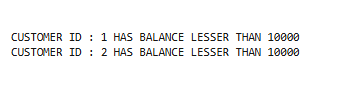 CUSTOMER ID : 1 HAS BALANCE LESSER THAN 10000
CUSTOMER ID : 2 HAS BALANCE LESSER THAN 10000